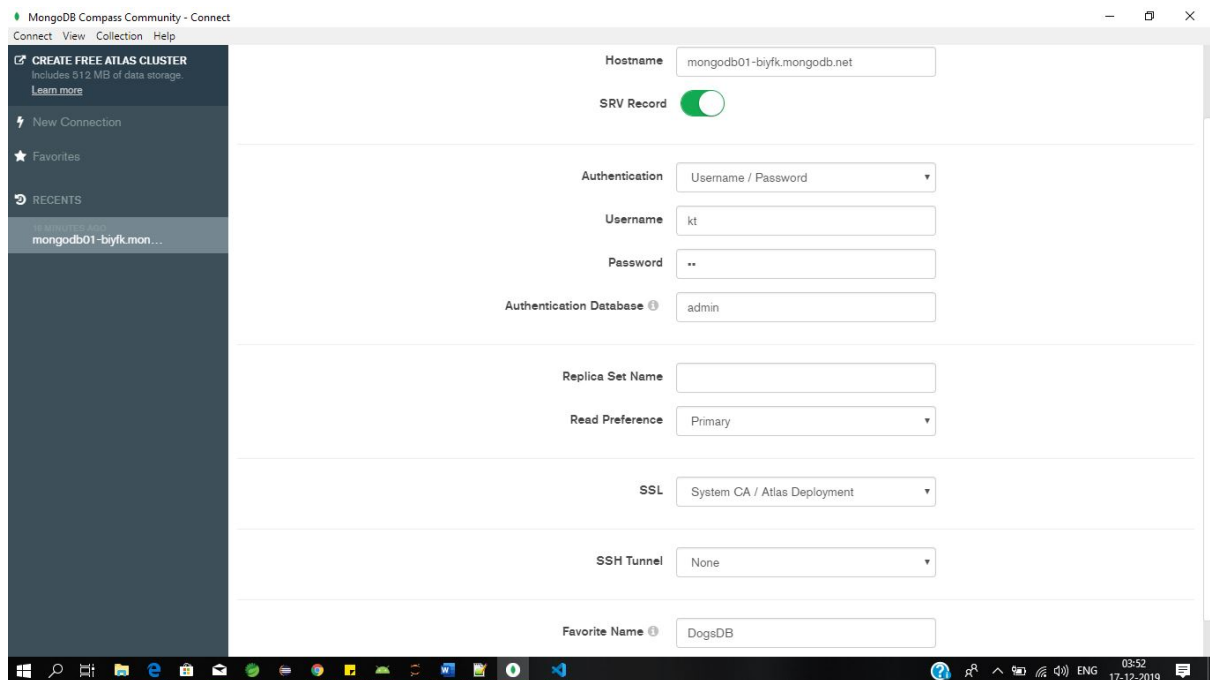 MongoDB Compass Community - Connect
Connect View Collection Help
CREATE FREE ATLAS CLUSTER
Includes 512 MB of data storage.
Learn more
New Connection
Favorites
RECENTS
MINUTES AGO
mongodb01-biyfk.mon...
Hostname mongodb01-biyfk.mongodb.net
SRV Record
Authentication Username / Password
Username kt
Password ••
Authentication Database admin
Replica Set Name
Read Preference Primary
SSL System CA / Atlas Deployment
SSH Tunnel None
Favorite Name DogsDB
ENG 03:52
17-12-2019